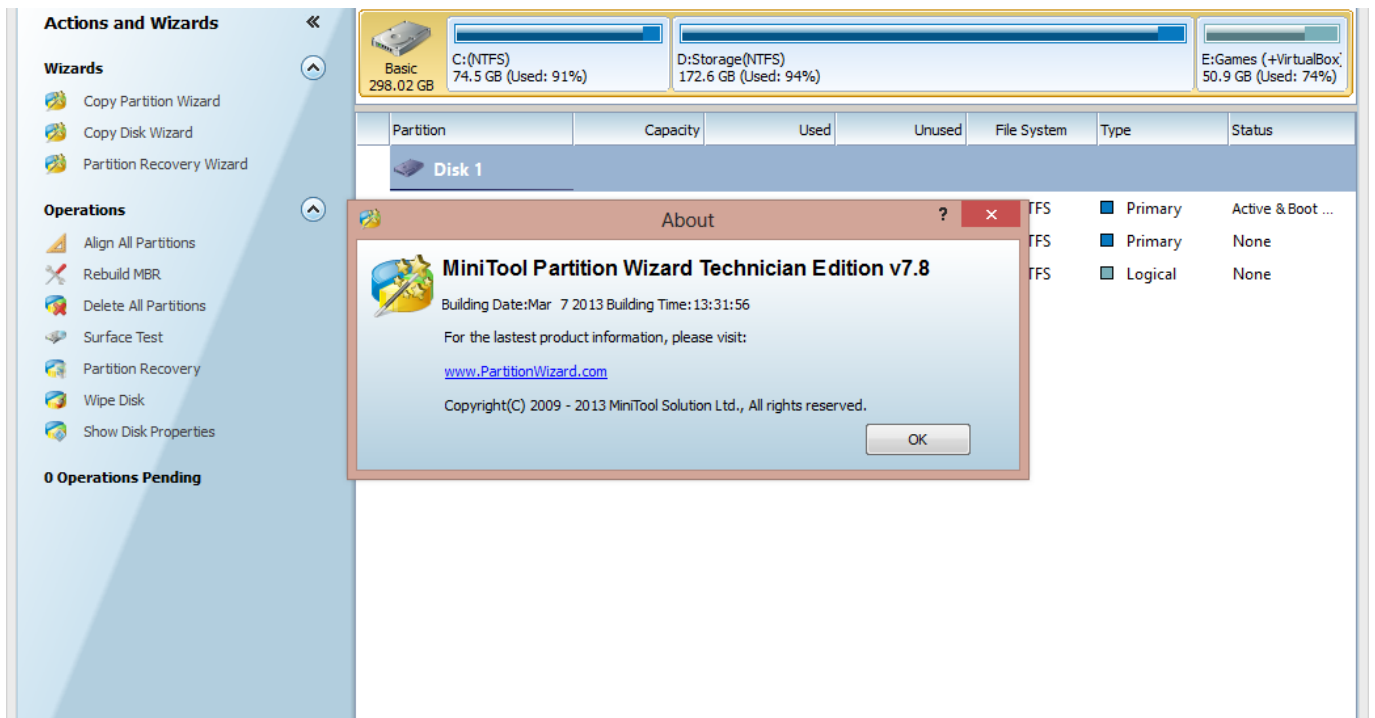 Actions and Wizards «
Wizards
Copy Partition Wizard
Copy Disk Wizard
Partition Recovery Wizard
Operations
Align All Partitions
Rebuild MBR
Delete All Partitions
Surface Test
Partition Recovery
Wipe Disk
Show Disk Properties
0 Operations Pending
Basic
298.02 GB
C:(NTFS)
74.5 GB (Used: 91%)
D:Storage(NTFS)
172.6 GB (Used: 94%)
E:Games (+VirtualBox)
50.9 GB (Used: 74%)
Partition Capacity Used Unused File System Type Status
Disk 1
TFS Primary Active & Boot ...
TFS Primary None
TFS Logical None
About ? ×
MiniTool Partition Wizard Technician Edition v7.8
Building Date:Mar 7 2013 Building Time:13:31:56
For the lastest product information, please visit:
www.PartitionWizard.com
Copyright(C) 2009 - 2013 MiniTool Solution Ltd., All rights reserved.
OK